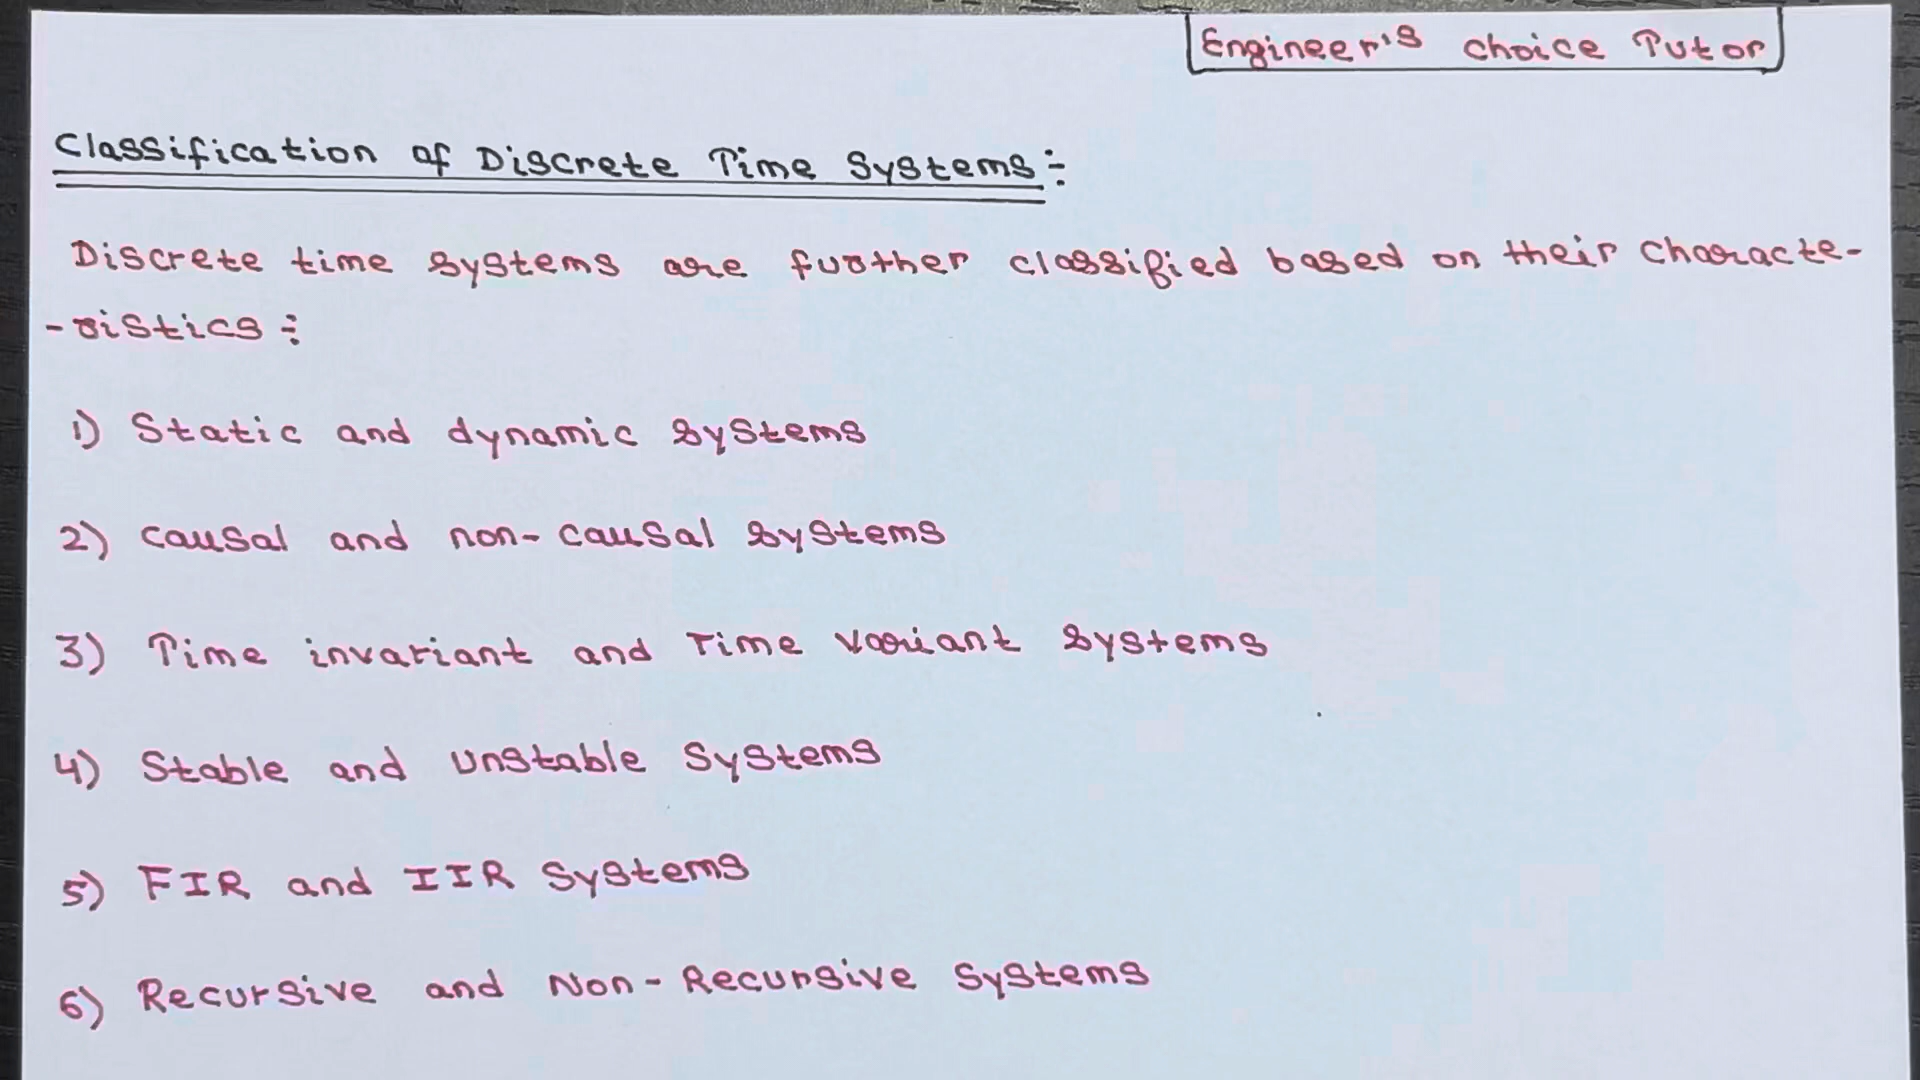 Engineer's choice Tutor
Classification of Discrete Time Systems:-
Discrete time systems are further classified based on their characte-
-ristics:-
1) Static and dynamic systems
2) causal and non-causal systems
3) Time invariant and Time variant systems
4) Stable and unstable systems
5) FIR and IIR systems
6) Recursive and Non-Recursive systems